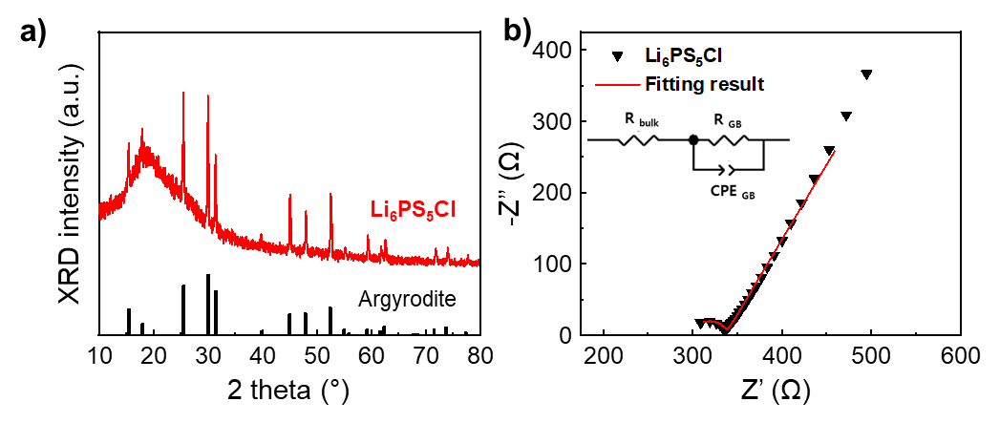 a)
XRD intensity (a.u.)
Li₆PS₅Cl
Argyrodite
10 20 30 40 50 60 70 80
2 theta (°)
b)
-Z” (Ω)
400
300
200
100
0
Li₆PS₅Cl
Fitting result
R bulk
R GB
CPE GB
200 300 400 500 600
Z’ (Ω)